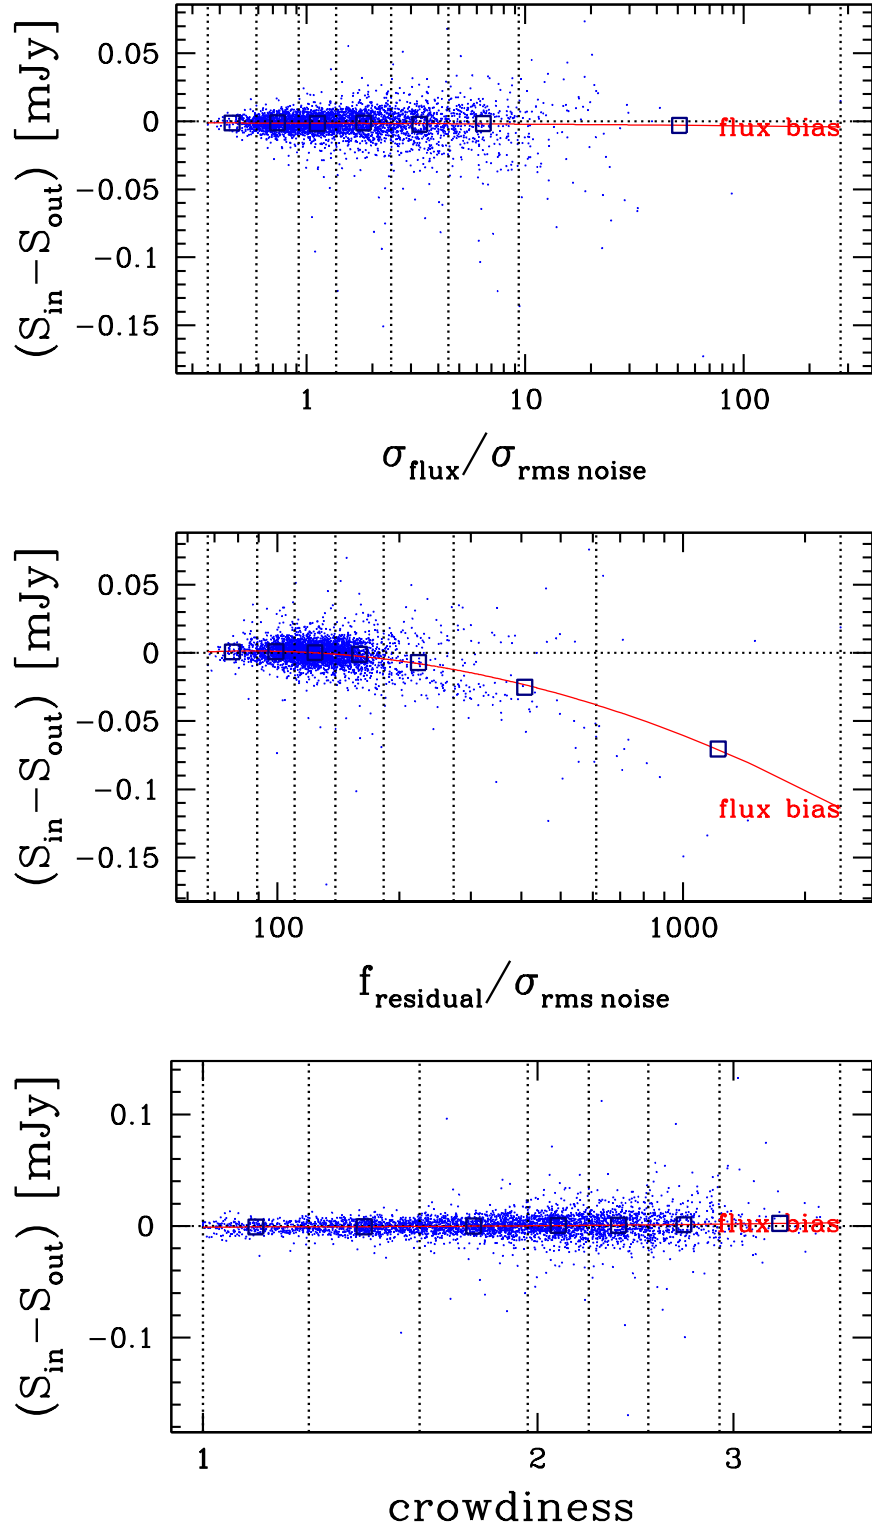 (S_in − S_out) [mJy]
0.05
0
−0.05
−0.1
−0.15
flux bias
1 10 100
σ_flux/σ_rms noise
(S_in − S_out) [mJy]
0.05
0
−0.05
−0.1
−0.15
flux bias
100 1000
f_residual/σ_rms noise
(S_in − S_out) [mJy]
0.1
0
−0.1
flux bias
1 2 3
crowdiness